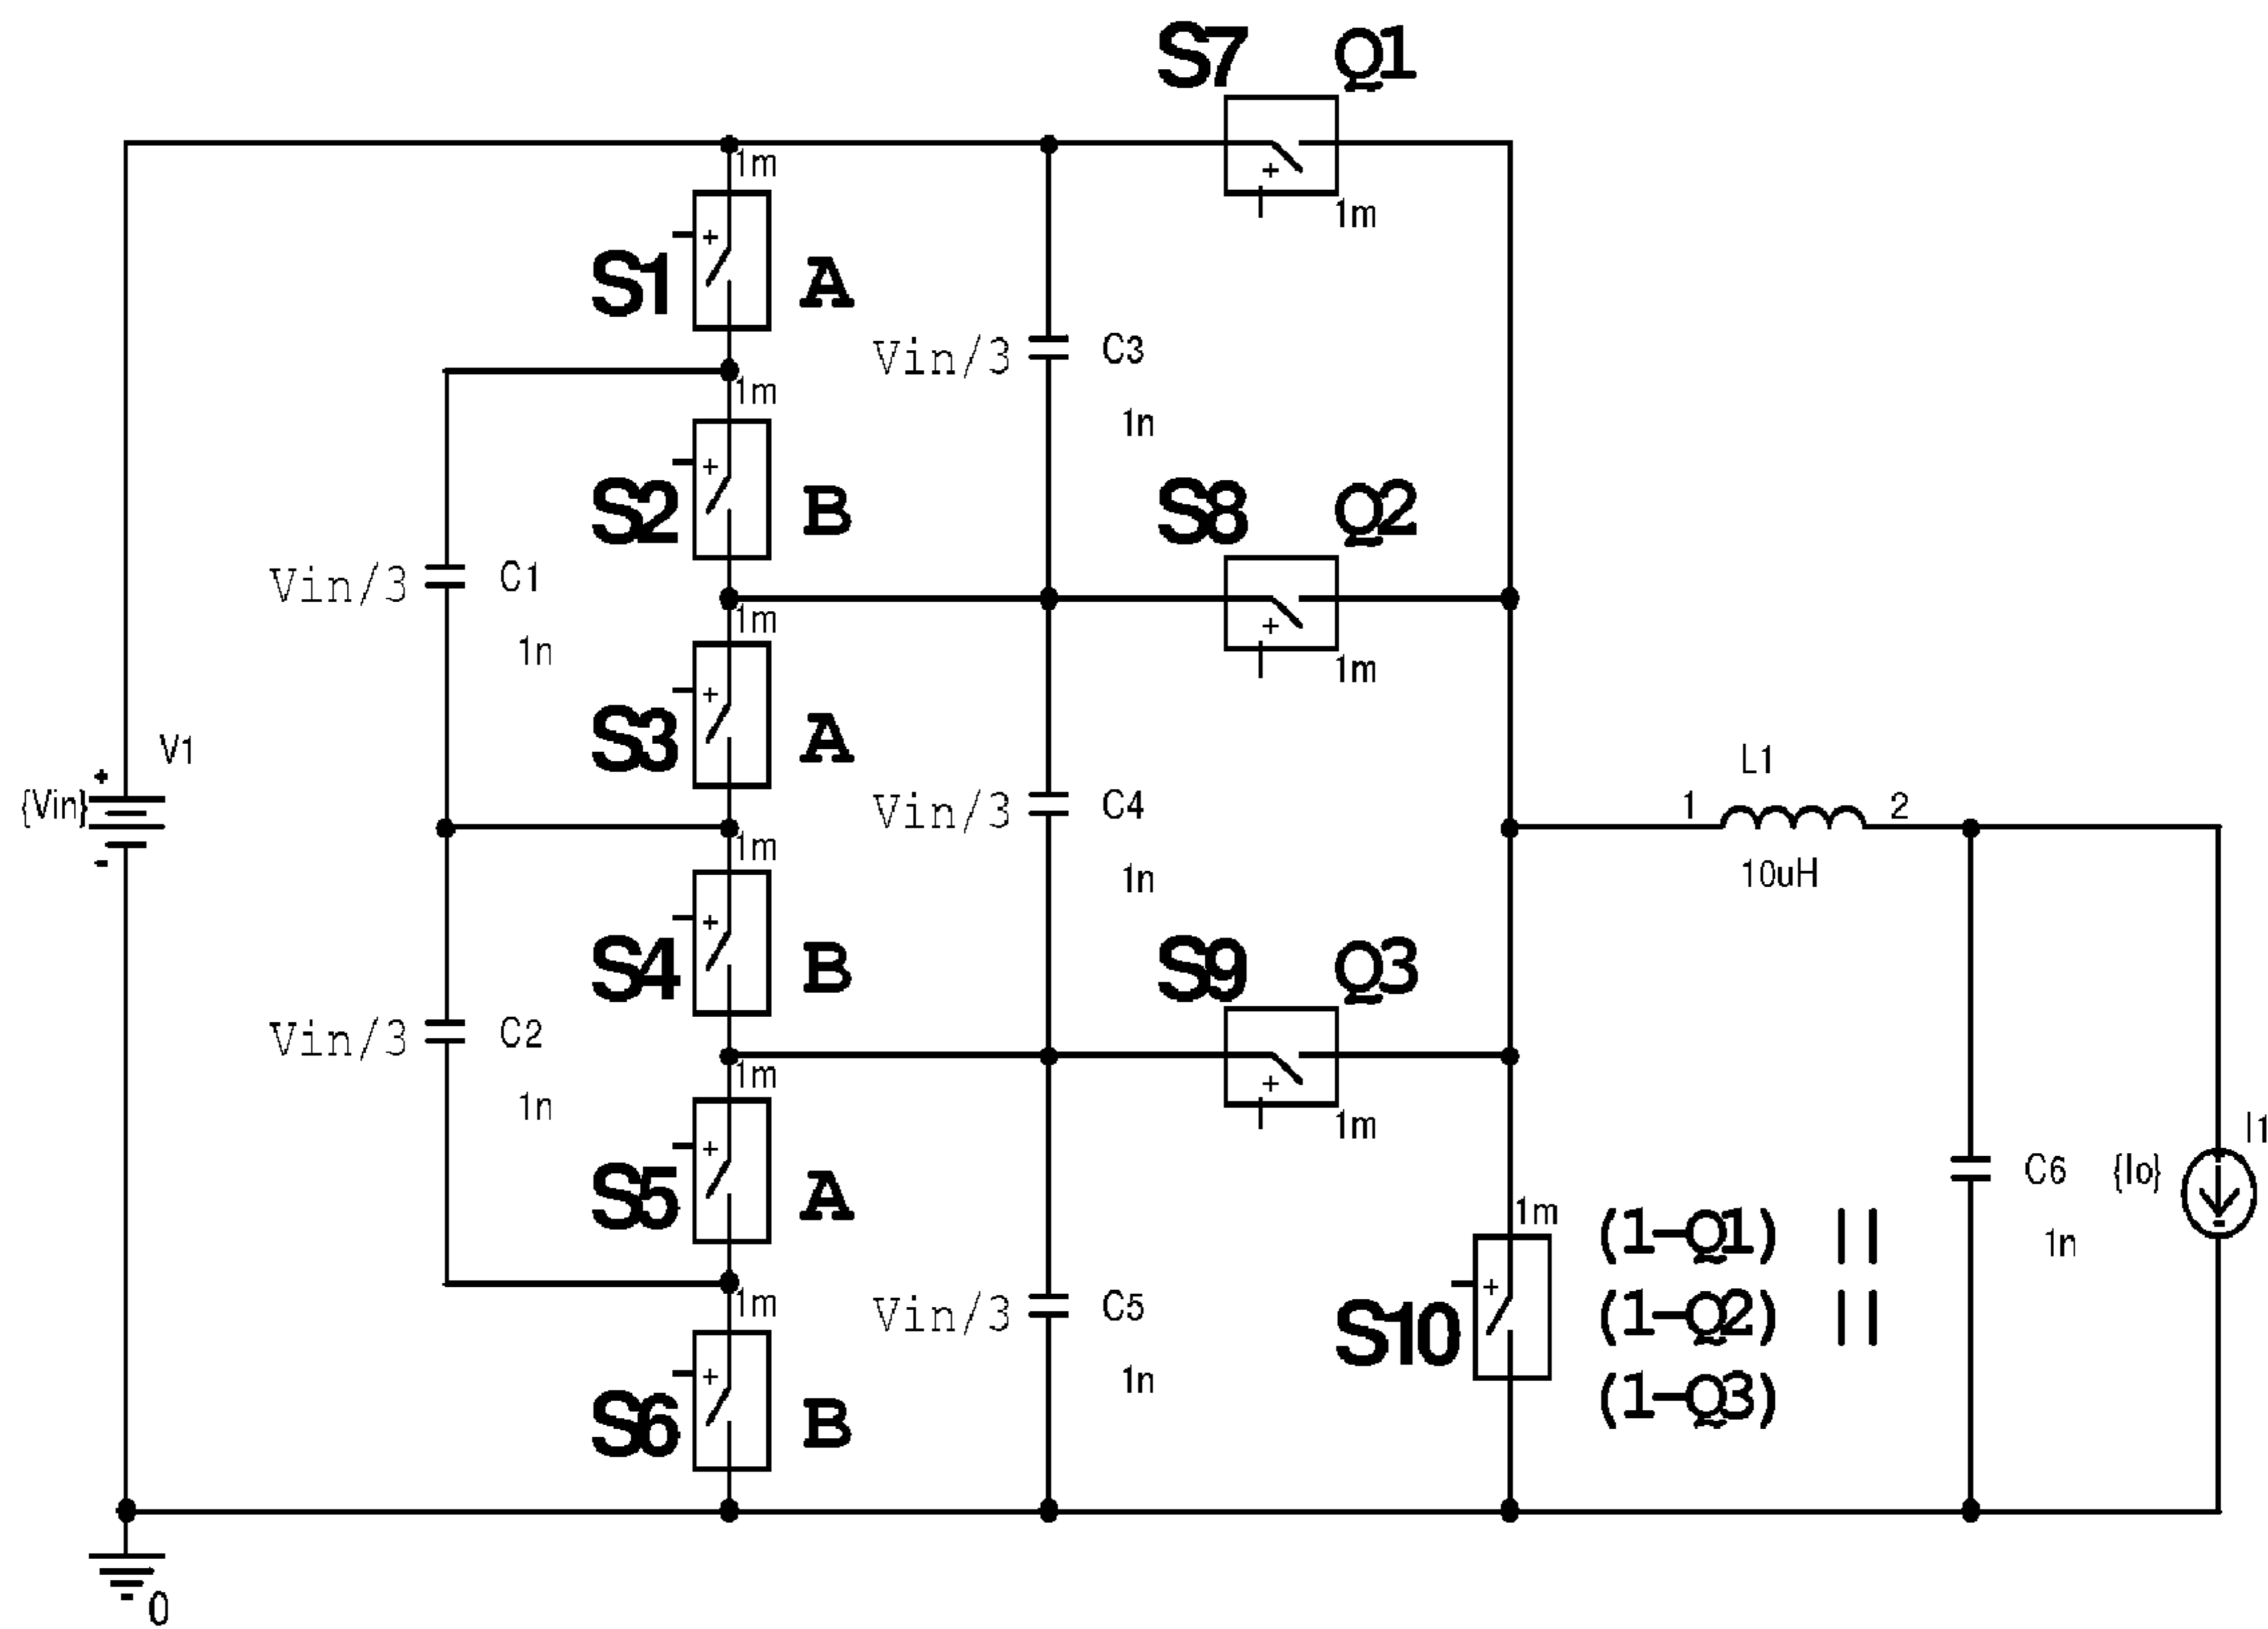 S7 Q1
1m
1m
S1 A
Vin/3 C3
1n
1m
1m
S2 B
S8 Q2
Vin/3 C1
1n
1m
1m
S3 A
V1
{Vin}
+
-
Vin/3 C4
1n
L1
1 2
10uH
1m
S4 B
S9 Q3
Vin/3 C2
1n
1m
1m
S5 A
I1
{Io}
C6
1n
1m
(1-Q1) ||
(1-Q2) ||
(1-Q3)
S10
Vin/3 C5
1n
1m
S6 B
0